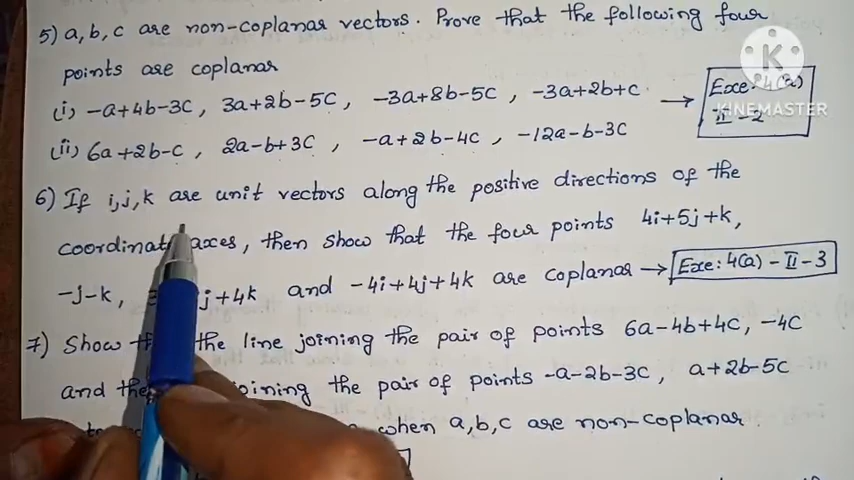 5) a, b, c are non-coplanar vectors. Prove that the following four
points are coplanar
(i) -a+4b-3c, 3a+2b-5c, -3a+8b-5c, -3a+2b+c → Exe: 4(a)
II-2
KINEMASTER
(ii) 6a+2b-c, 2a-b+3c, -a+2b-4c, -12a-b-3c
6) If i,j,k are unit vectors along the positive directions of the
axes, then show that the four points 4i+5j+k,
-j-k, j+4k and -4i+4j+4k are coplanar → Exe: 4(a)-II-3
7) Show the line joining the pair of points 6a-4b+4c, -4c
and the joining the pair of points -a-2b-3c, a+2b-5c
when a,b,c are non-coplanar